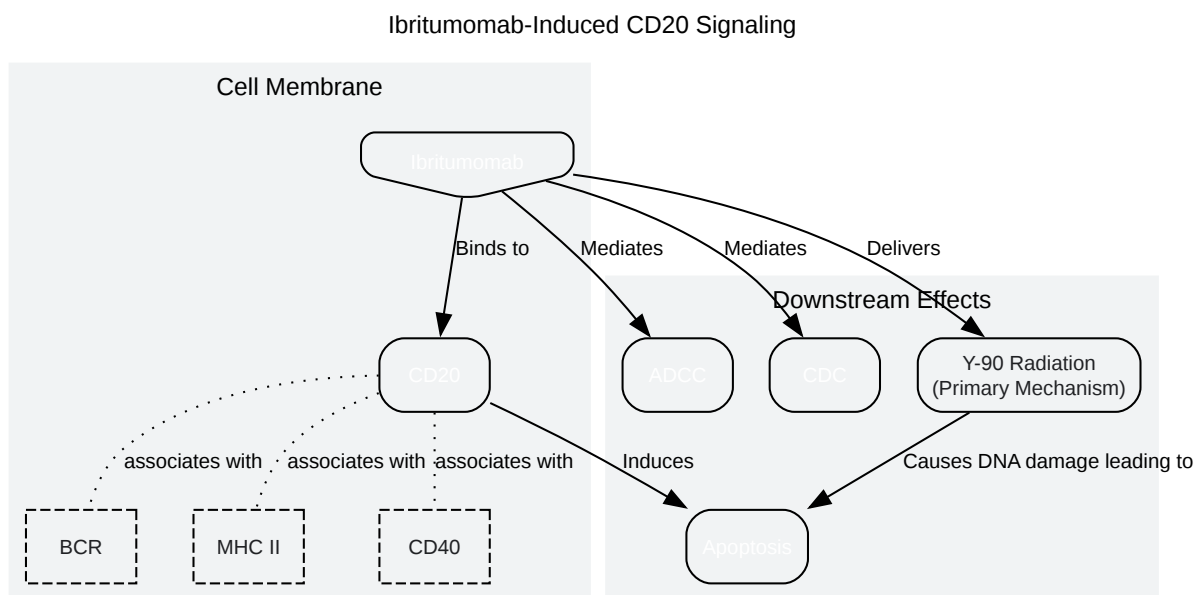 Ibritumomab-Induced CD20 Signaling
Cell Membrane
Ibritumomab
Binds to
Mediates
Mediates
Delivers
Downstream Effects
CD20
ADCC
CDC
Y-90 Radiation
(Primary Mechanism)
associates with
associates with
associates with
Induces
Causes DNA damage leading to
BCR
MHC II
CD40
Apoptosis